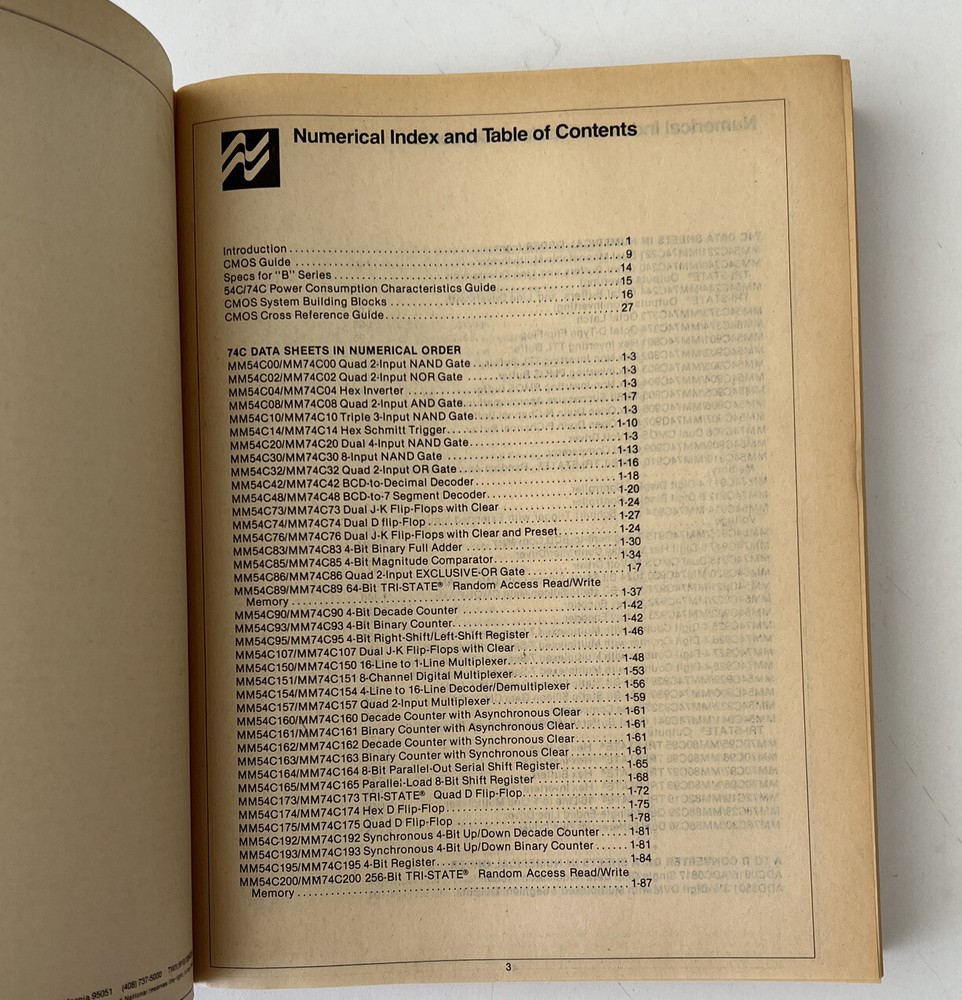 Numerical Index and Table of Contents
Introduction . . . . . . . . . . 1
CMOS Guide . . . . . . . . . . 9
Specs for "B" Series . . . . . . . . . . 14
54C/74C Power Consumption Characteristics Guide . . . . . . . . . . 15
CMOS System Building Blocks . . . . . . . . . . 16
CMOS Cross Reference Guide . . . . . . . . . . 27
74C DATA SHEETS IN NUMERICAL ORDER
MM54C00/MM74C00 Quad 2-Input NAND Gate . . . . . . . . . . 1-3
MM54C02/MM74C02 Quad 2-Input NOR Gate . . . . . . . . . . 1-3
MM54C04/MM74C04 Hex Inverter . . . . . . . . . . 1-3
MM54C08/MM74C08 Quad 2-Input AND Gate . . . . . . . . . . 1-7
MM54C10/MM74C10 Triple 3-Input NAND Gate . . . . . . . . . . 1-3
MM54C14/MM74C14 Hex Schmitt Trigger . . . . . . . . . . 1-10
MM54C20/MM74C20 Dual 4-Input NAND Gate . . . . . . . . . . 1-3
MM54C30/MM74C30 8-Input NAND Gate . . . . . . . . . . 1-13
MM54C32/MM74C32 Quad 2-Input OR Gate . . . . . . . . . . 1-16
MM54C42/MM74C42 BCD-to-Decimal Decoder . . . . . . . . . . 1-18
MM54C48/MM74C48 BCD-to-7 Segment Decoder . . . . . . . . . . 1-20
MM54C73/MM74C73 Dual J-K Flip-Flops with Clear . . . . . . . . . . 1-24
MM54C74/MM74C74 Dual D flip-Flop . . . . . . . . . . 1-27
MM54C76/MM74C76 Dual J-K Flip-Flops with Clear and Preset . . . . . . . . . . 1-24
MM54C83/MM74C83 4-Bit Binary Full Adder . . . . . . . . . . 1-30
MM54C85/MM74C85 4-Bit Magnitude Comparator . . . . . . . . . . 1-34
MM54C86/MM74C86 Quad 2-Input EXCLUSIVE-OR Gate . . . . . . . . . . 1-7
MM54C89/MM74C89 64-Bit TRI-STATE® Random Access Read/Write
Memory . . . . . . . . . . 1-37
MM54C90/MM74C90 4-Bit Decade Counter . . . . . . . . . . 1-42
MM54C93/MM74C93 4-Bit Binary Counter . . . . . . . . . . 1-42
MM54C95/MM74C95 4-Bit Right-Shift/Left-Shift Register . . . . . . . . . . 1-46
MM54C107/MM74C107 Dual J-K Flip-Flops with Clear . . . . . . . . . .
MM54C150/MM74C150 16-Line to 1-Line Multiplexer . . . . . . . . . . 1-48
MM54C151/MM74C151 8-Channel Digital Multiplexer . . . . . . . . . . 1-53
MM54C154/MM74C154 4-Line to 16-Line Decoder/Demultiplexer . . . . . . . . . . 1-56
MM54C157/MM74C157 Quad 2-Input Multiplexer . . . . . . . . . . 1-59
MM54C160/MM74C160 Decade Counter with Asynchronous Clear . . . . . . . 1-61
MM54C161/MM74C161 Binary Counter with Asynchronous Clear . . . . . . . . 1-61
MM54C162/MM74C162 Decade Counter with Synchronous Clear . . . . . . . . 1-61
MM54C163/MM74C163 Binary Counter with Synchronous Clear . . . . . . . . 1-61
MM54C164/MM74C164 8-Bit Parallel-Out Serial Shift Register . . . . . . . . . . 1-65
MM54C165/MM74C165 Parallel-Load 8-Bit Shift Register . . . . . . . . . . 1-68
MM54C173/MM74C173 TRI-STATE® Quad D Flip-Flop . . . . . . . . . . 1-72
MM54C174/MM74C174 Hex D Flip-Flop . . . . . . . . . . 1-75
MM54C175/MM74C175 Quad D Flip-Flop . . . . . . . . . . 1-78
MM54C192/MM74C192 Synchronous 4-Bit Up/Down Decade Counter . . . . . 1-81
MM54C193/MM74C193 Synchronous 4-Bit Up/Down Binary Counter . . . . . . 1-81
MM54C195/MM74C195 4-Bit Register . . . . . . . . . . 1-84
MM54C200/MM74C200 256-Bit TRI-STATE® Random Access Read/Write
Memory . . . . . . . . . . 1-87
3
95051 (408) 737-5000
National reserves the right,